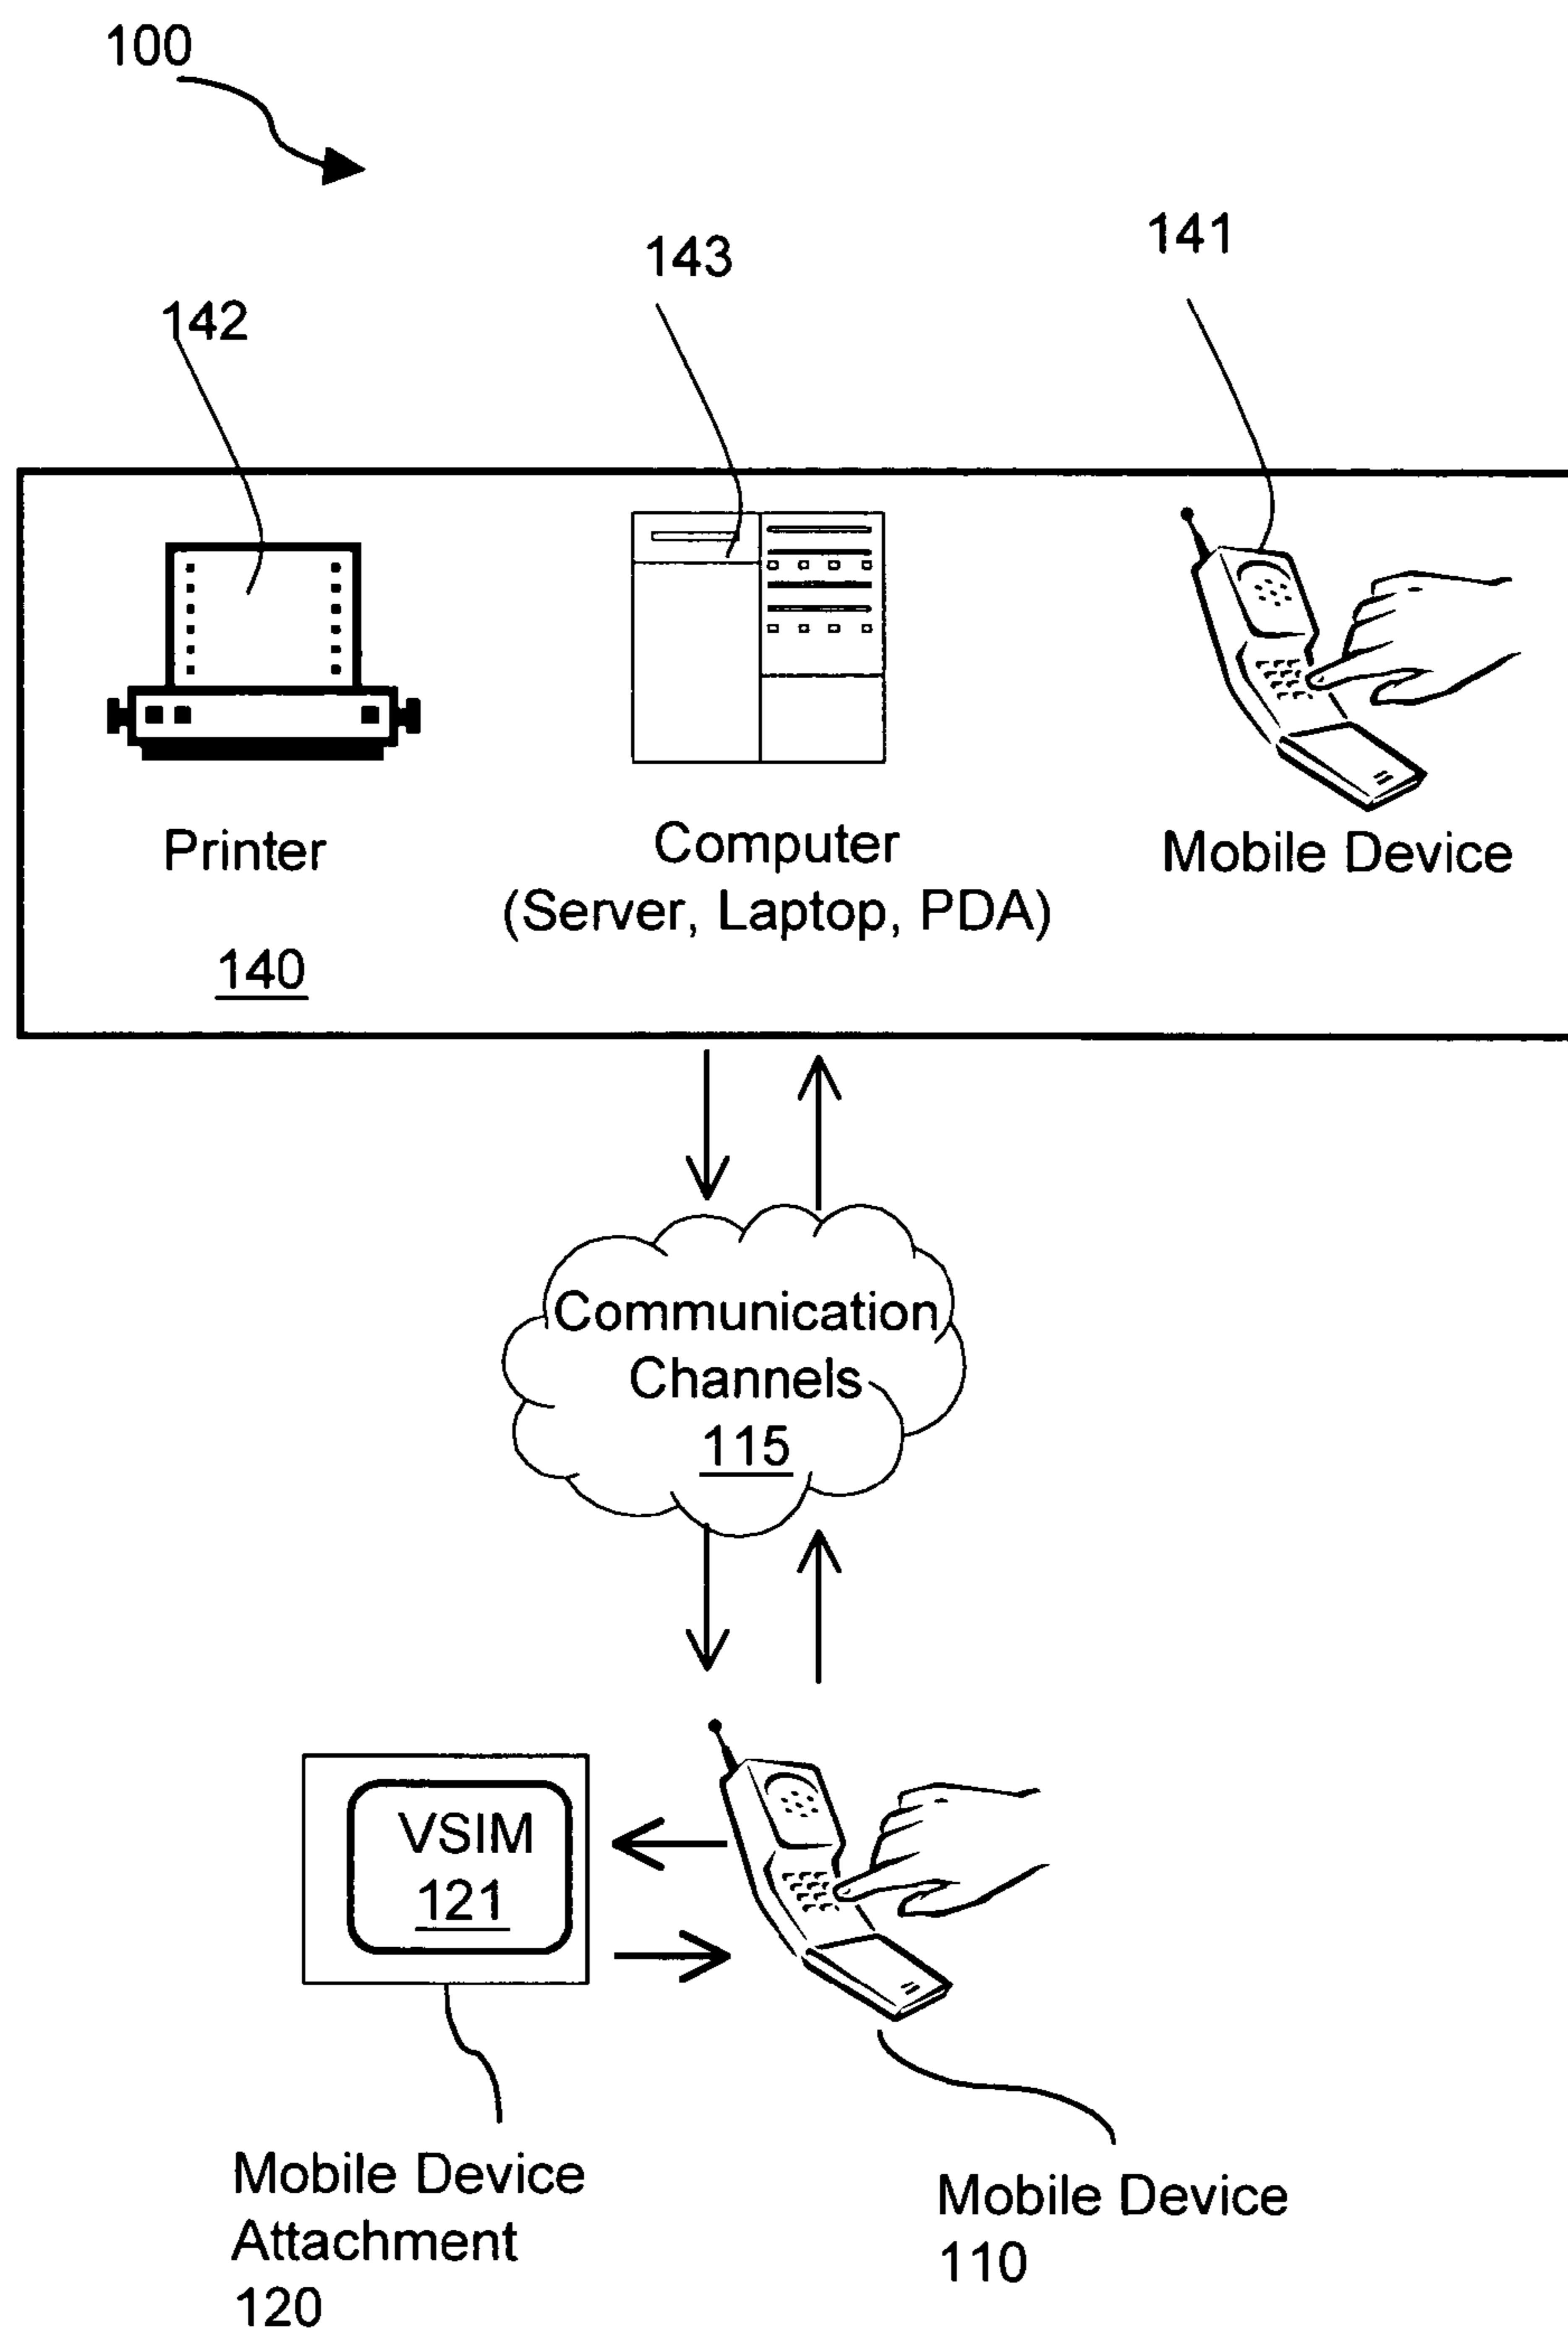 100
143
141
142
Printer
Computer
(Server, Laptop, PDA)
Mobile Device
140
Communication
Channels
115
VSIM
121
Mobile Device
Attachment
120
Mobile Device
110